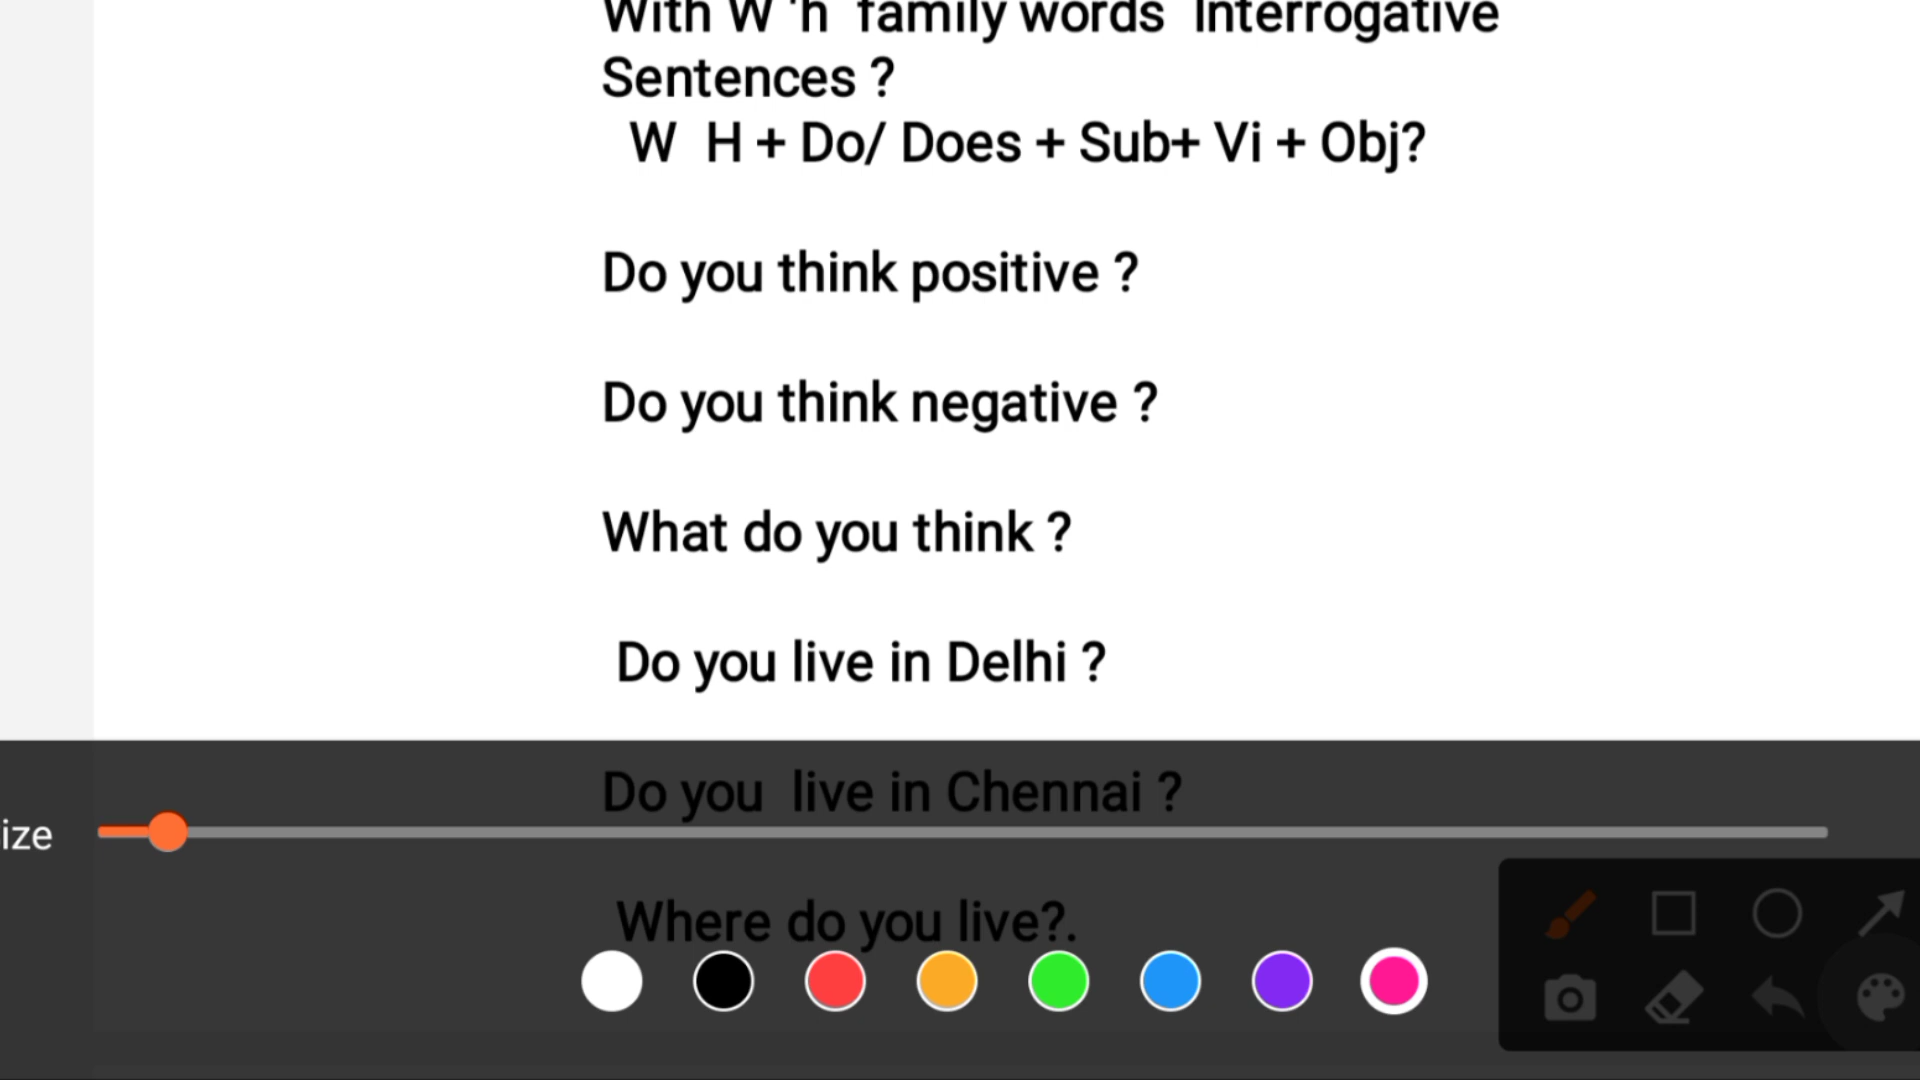 With W 'h family words Interrogative
Sentences ?
W H + Do/ Does + Sub+ Vi + Obj?
Do you think positive ?
Do you think negative ?
What do you think ?
Do you live in Delhi ?
Do you live in Chennai ?
ize
Where do you live?.